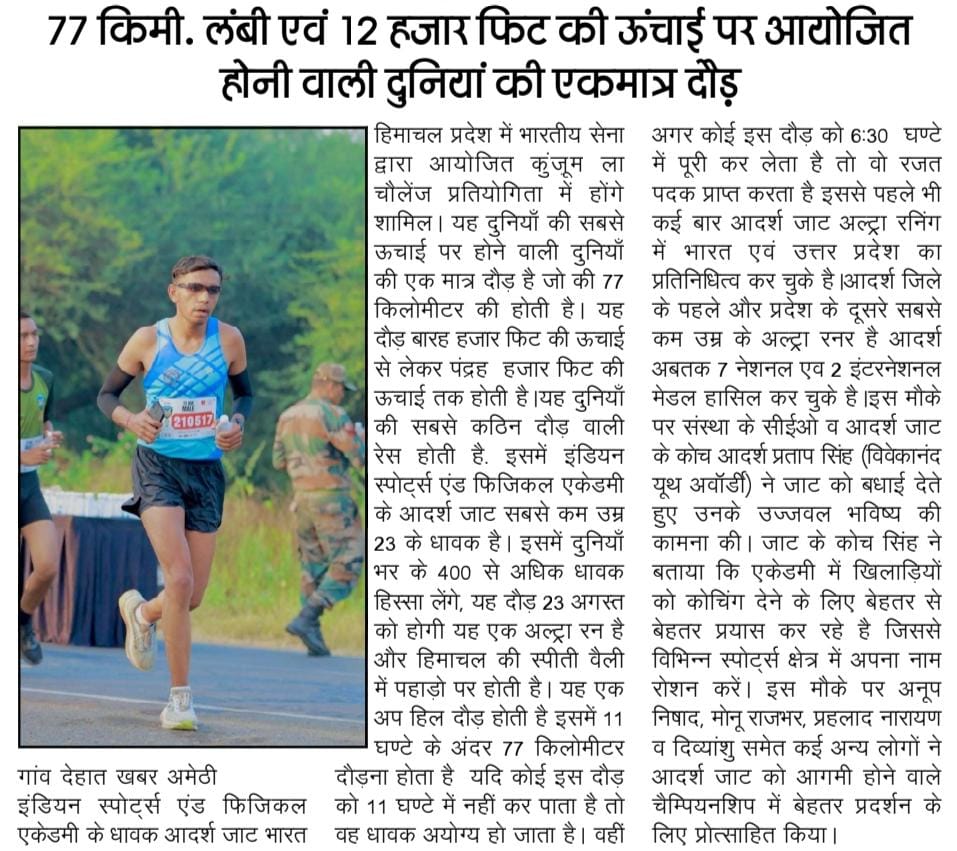 77 किमी. लंबी एवं 12 हजार फिट की ऊंचाई पर आयोजित
होनी वाली दुनियां की एकमात्र दौड़
MALE
210517
गांव देहात खबर अमेठी
इंडियन स्पोर्ट्स एंड फिजिकल
एकेडमी के धावक आदर्श जाट भारत
हिमाचल प्रदेश में भारतीय सेना
द्वारा आयोजित कुंजूम ला
चौलेंज प्रतियोगिता में होंगे
शामिल। यह दुनियाँ की सबसे
ऊचाई पर होने वाली दुनियाँ
की एक मात्र दौड़ है जो की 77
किलोमीटर की होती है। यह
दौड़ बारह हजार फिट की ऊचाई
से लेकर पंद्रह हजार फिट की
ऊचाई तक होती है।यह दुनियाँ
की सबसे कठिन दौड़ वाली
रेस होती है. इसमें इंडियन
स्पोर्ट्स एंड फिजिकल एकेडमी
के आदर्श जाट सबसे कम उम्र
23 के धावक है। इसमें दुनियाँ
भर के 400 से अधिक धावक
हिस्सा लेंगे, यह दौड़ 23 अगस्त
को होगी यह एक अल्ट्रा रन है
और हिमाचल की स्पीती वैली
में पहाड़ो पर होती है। यह एक
अप हिल दौड़ होती है इसमें 11
घण्टे के अंदर 77 किलोमीटर
दौड़ना होता है यदि कोई इस दौड़
को 11 घण्टे में नहीं कर पाता है तो
वह धावक अयोग्य हो जाता है। वहीं
अगर कोई इस दौड़ को 6:30 घण्टे
में पूरी कर लेता है तो वो रजत
पदक प्राप्त करता है इससे पहले भी
कई बार आदर्श जाट अल्ट्रा रनिंग
में भारत एवं उत्तर प्रदेश का
प्रतिनिधित्व कर चुके है।आदर्श जिले
के पहले और प्रदेश के दूसरे सबसे
कम उम्र के अल्ट्रा रनर है आदर्श
अबतक 7 नेशनल एव 2 इंटरनेशनल
मेडल हासिल कर चुके है।इस मौके
पर संस्था के सीईओ व आदर्श जाट
के कोच आदर्श प्रताप सिंह (विवेकानंद
यूथ अवॉर्डी) ने जाट को बधाई देते
हुए उनके उज्जवल भविष्य की
कामना की। जाट के कोच सिंह ने
बताया कि एकेडमी में खिलाड़ियों
को कोचिंग देने के लिए बेहतर से
बेहतर प्रयास कर रहे है जिससे
विभिन्न स्पोर्ट्स क्षेत्र में अपना नाम
रोशन करें। इस मौके पर अनूप
निषाद, मोनू राजभर, प्रहलाद नारायण
व दिव्यांशु समेत कई अन्य लोगों ने
आदर्श जाट को आगमी होने वाले
चैम्पियनशिप में बेहतर प्रदर्शन के
लिए प्रोत्साहित किया।